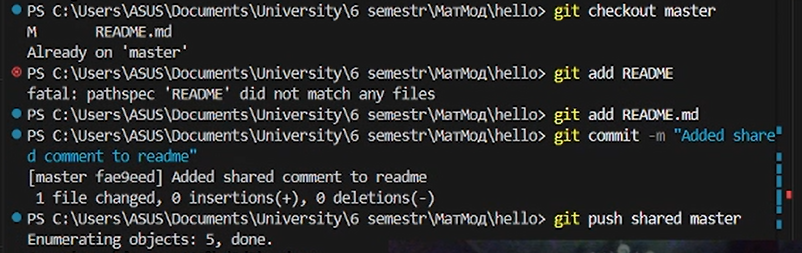 PS C:\Users\ASUS\Documents\University\6 semestr\МатМод\hello> git checkout master
M       README.md
Already on 'master'
PS C:\Users\ASUS\Documents\University\6 semestr\МатМод\hello> git add README
fatal: pathspec 'README' did not match any files
PS C:\Users\ASUS\Documents\University\6 semestr\МатМод\hello> git add README.md
PS C:\Users\ASUS\Documents\University\6 semestr\МатМод\hello> git commit -m "Added share
d comment to readme"
[master fae9eed] Added shared comment to readme
 1 file changed, 0 insertions(+), 0 deletions(-)
PS C:\Users\ASUS\Documents\University\6 semestr\МатМод\hello> git push shared master
Enumerating objects: 5, done.